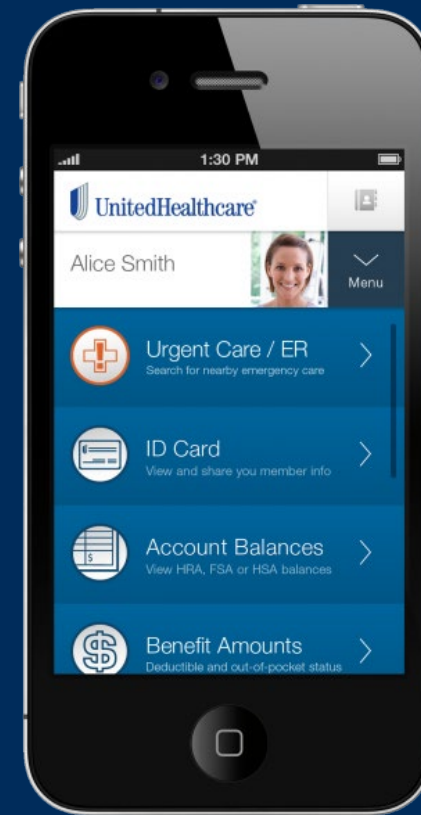 1:30 PM
UnitedHealthcare®
Alice Smith
Menu
Urgent Care / ER
Search for nearby emergency care
ID Card
View and share you member info
$
Account Balances
View HRA, FSA or HSA balances
$
Benefit Amounts
Deductible and out-of-pocket status